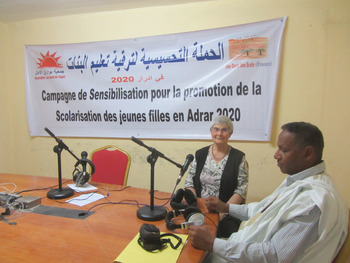 الحملة التحسيسية لترقية تعليم البنات
في ادرار 2020
Campagne de Sensibilisation pour la promotion de la
Scolarisation des jeunes filles en Adrar 2020